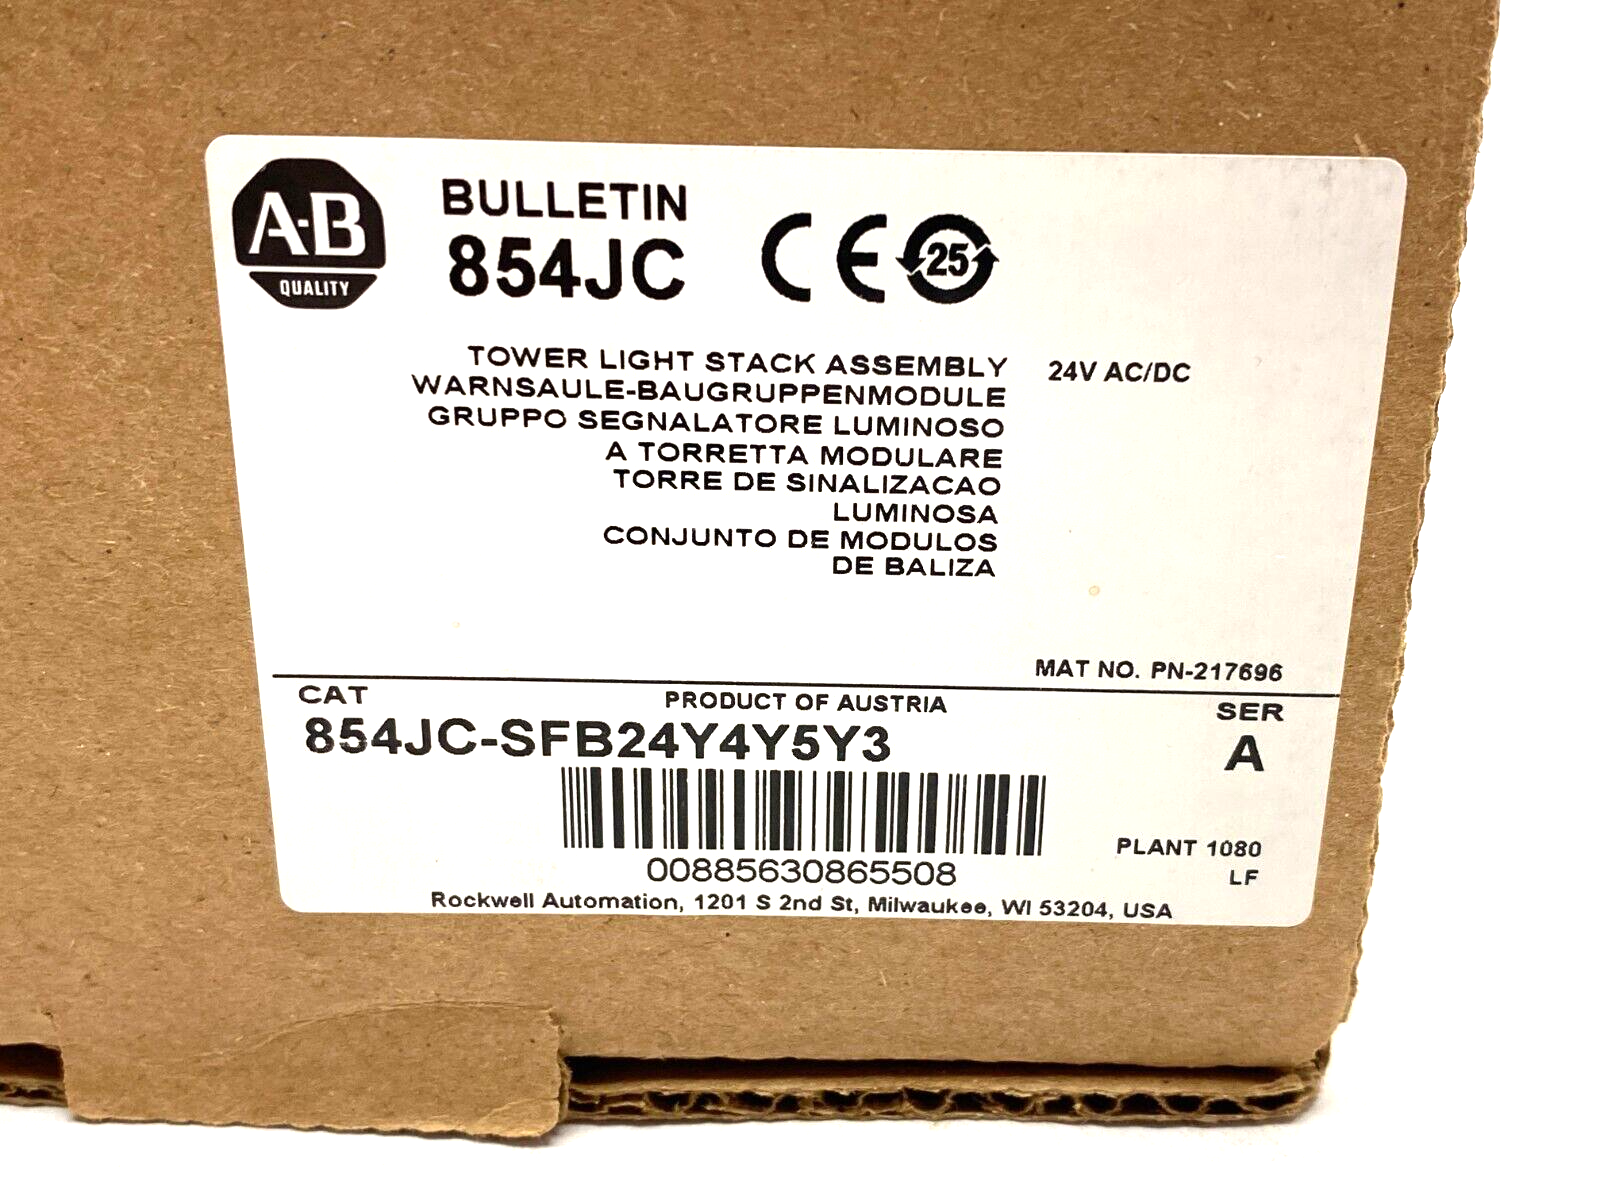 A-B
QUALITY
BULLETIN
854JC
CE 25
TOWER LIGHT STACK ASSEMBLY 24V AC/DC
WARNSAULE-BAUGRUPPENMODULE
GRUPPO SEGNALATORE LUMINOSO
A TORRETTA MODULARE
TORRE DE SINALIZACAO
LUMINOSA
CONJUNTO DE MODULOS
DE BALIZA
MAT NO. PN-217696
CAT PRODUCT OF AUSTRIA SER
854JC-SFB24Y4Y5Y3 A
00885630865508
PLANT 1080
LF
Rockwell Automation, 1201 S 2nd St, Milwaukee, WI 53204, USA